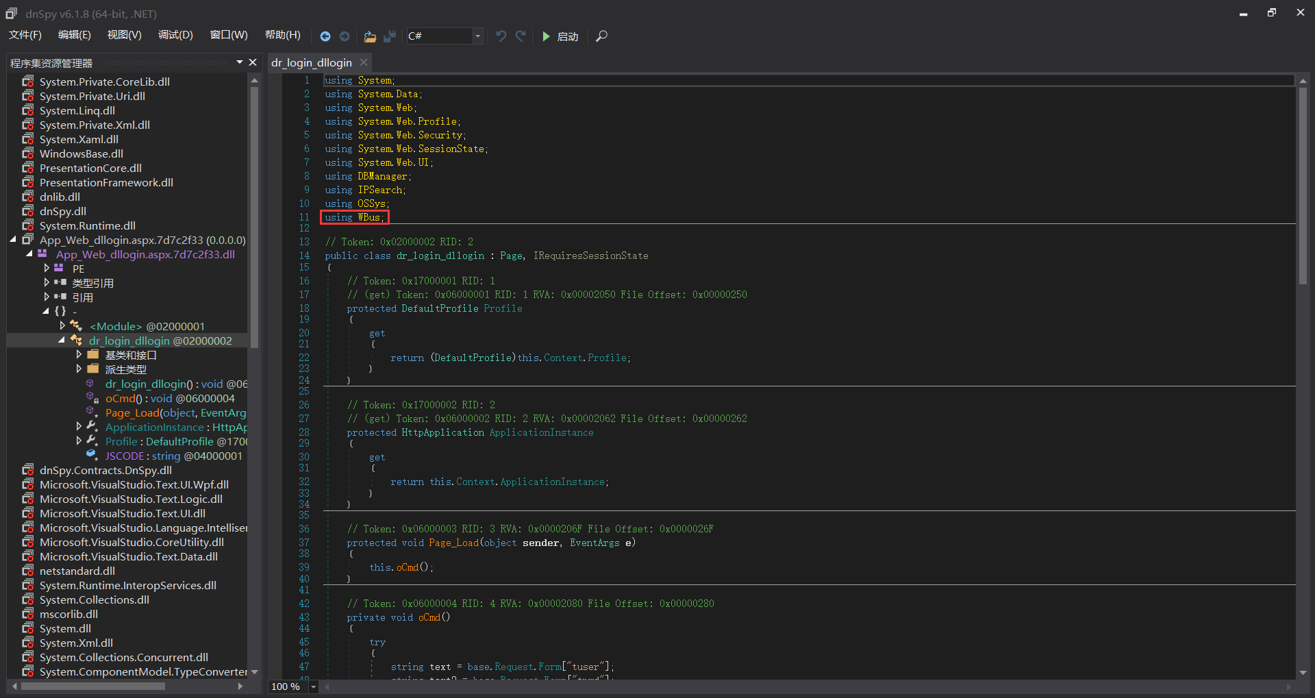 dnSpy v6.1.8 (64-bit, .NET)
文件(F) 编辑(E) 视图(V) 调试(D) 窗口(W) 帮助(H) C# 启动
程序集资源管理器
System.Private.CoreLib.dll
System.Private.Uri.dll
System.Linq.dll
System.Private.Xml.dll
System.Xaml.dll
WindowsBase.dll
PresentationCore.dll
PresentationFramework.dll
dnlib.dll
dnSpy.dll
System.Runtime.dll
App_Web_dllogin.aspx.7d7c2f33 (0.0.0.0)
App_Web_dllogin.aspx.7d7c2f33.dll
PE
类型引用
引用
{ } -
<Module> @02000001
dr_login_dllogin @02000002
基类和接口
派生类型
dr_login_dllogin() : void @06
oCmd() : void @06000004
Page_Load(object, EventArg
ApplicationInstance : HttpAp
Profile : DefaultProfile @1700
JSCODE : string @04000001
dnSpy.Contracts.DnSpy.dll
Microsoft.VisualStudio.Text.UI.Wpf.dll
Microsoft.VisualStudio.Text.Logic.dll
Microsoft.VisualStudio.Text.UI.dll
Microsoft.VisualStudio.Language.Intellisen
Microsoft.VisualStudio.CoreUtility.dll
Microsoft.VisualStudio.Text.Data.dll
netstandard.dll
System.Runtime.InteropServices.dll
System.Collections.dll
mscorlib.dll
System.dll
System.Xml.dll
System.Collections.Concurrent.dll
System.ComponentModel.TypeConverter
dr_login_dllogin
1 using System;
2 using System.Data;
3 using System.Web;
4 using System.Web.Profile;
5 using System.Web.Security;
6 using System.Web.SessionState;
7 using System.Web.UI;
8 using DBManager;
9 using IPSearch;
10 using OSSys;
11 using WBus;
12
13 // Token: 0x02000002 RID: 2
14 public class dr_login_dllogin : Page, IRequiresSessionState
15 {
16 // Token: 0x17000001 RID: 1
17 // (get) Token: 0x06000001 RID: 1 RVA: 0x00002050 File Offset: 0x00000250
18 protected DefaultProfile Profile
19 {
20 get
21 {
22 return (DefaultProfile)this.Context.Profile;
23 }
24 }
25
26 // Token: 0x17000002 RID: 2
27 // (get) Token: 0x06000002 RID: 2 RVA: 0x00002062 File Offset: 0x00000262
28 protected HttpApplication ApplicationInstance
29 {
30 get
31 {
32 return this.Context.ApplicationInstance;
33 }
34 }
35
36 // Token: 0x06000003 RID: 3 RVA: 0x0000206F File Offset: 0x0000026F
37 protected void Page_Load(object sender, EventArgs e)
38 {
39 this.oCmd();
40 }
41
42 // Token: 0x06000004 RID: 4 RVA: 0x00002080 File Offset: 0x00000280
43 private void oCmd()
44 {
45 try
46 {
47 string text = base.Request.Form["tuser"];
100 %